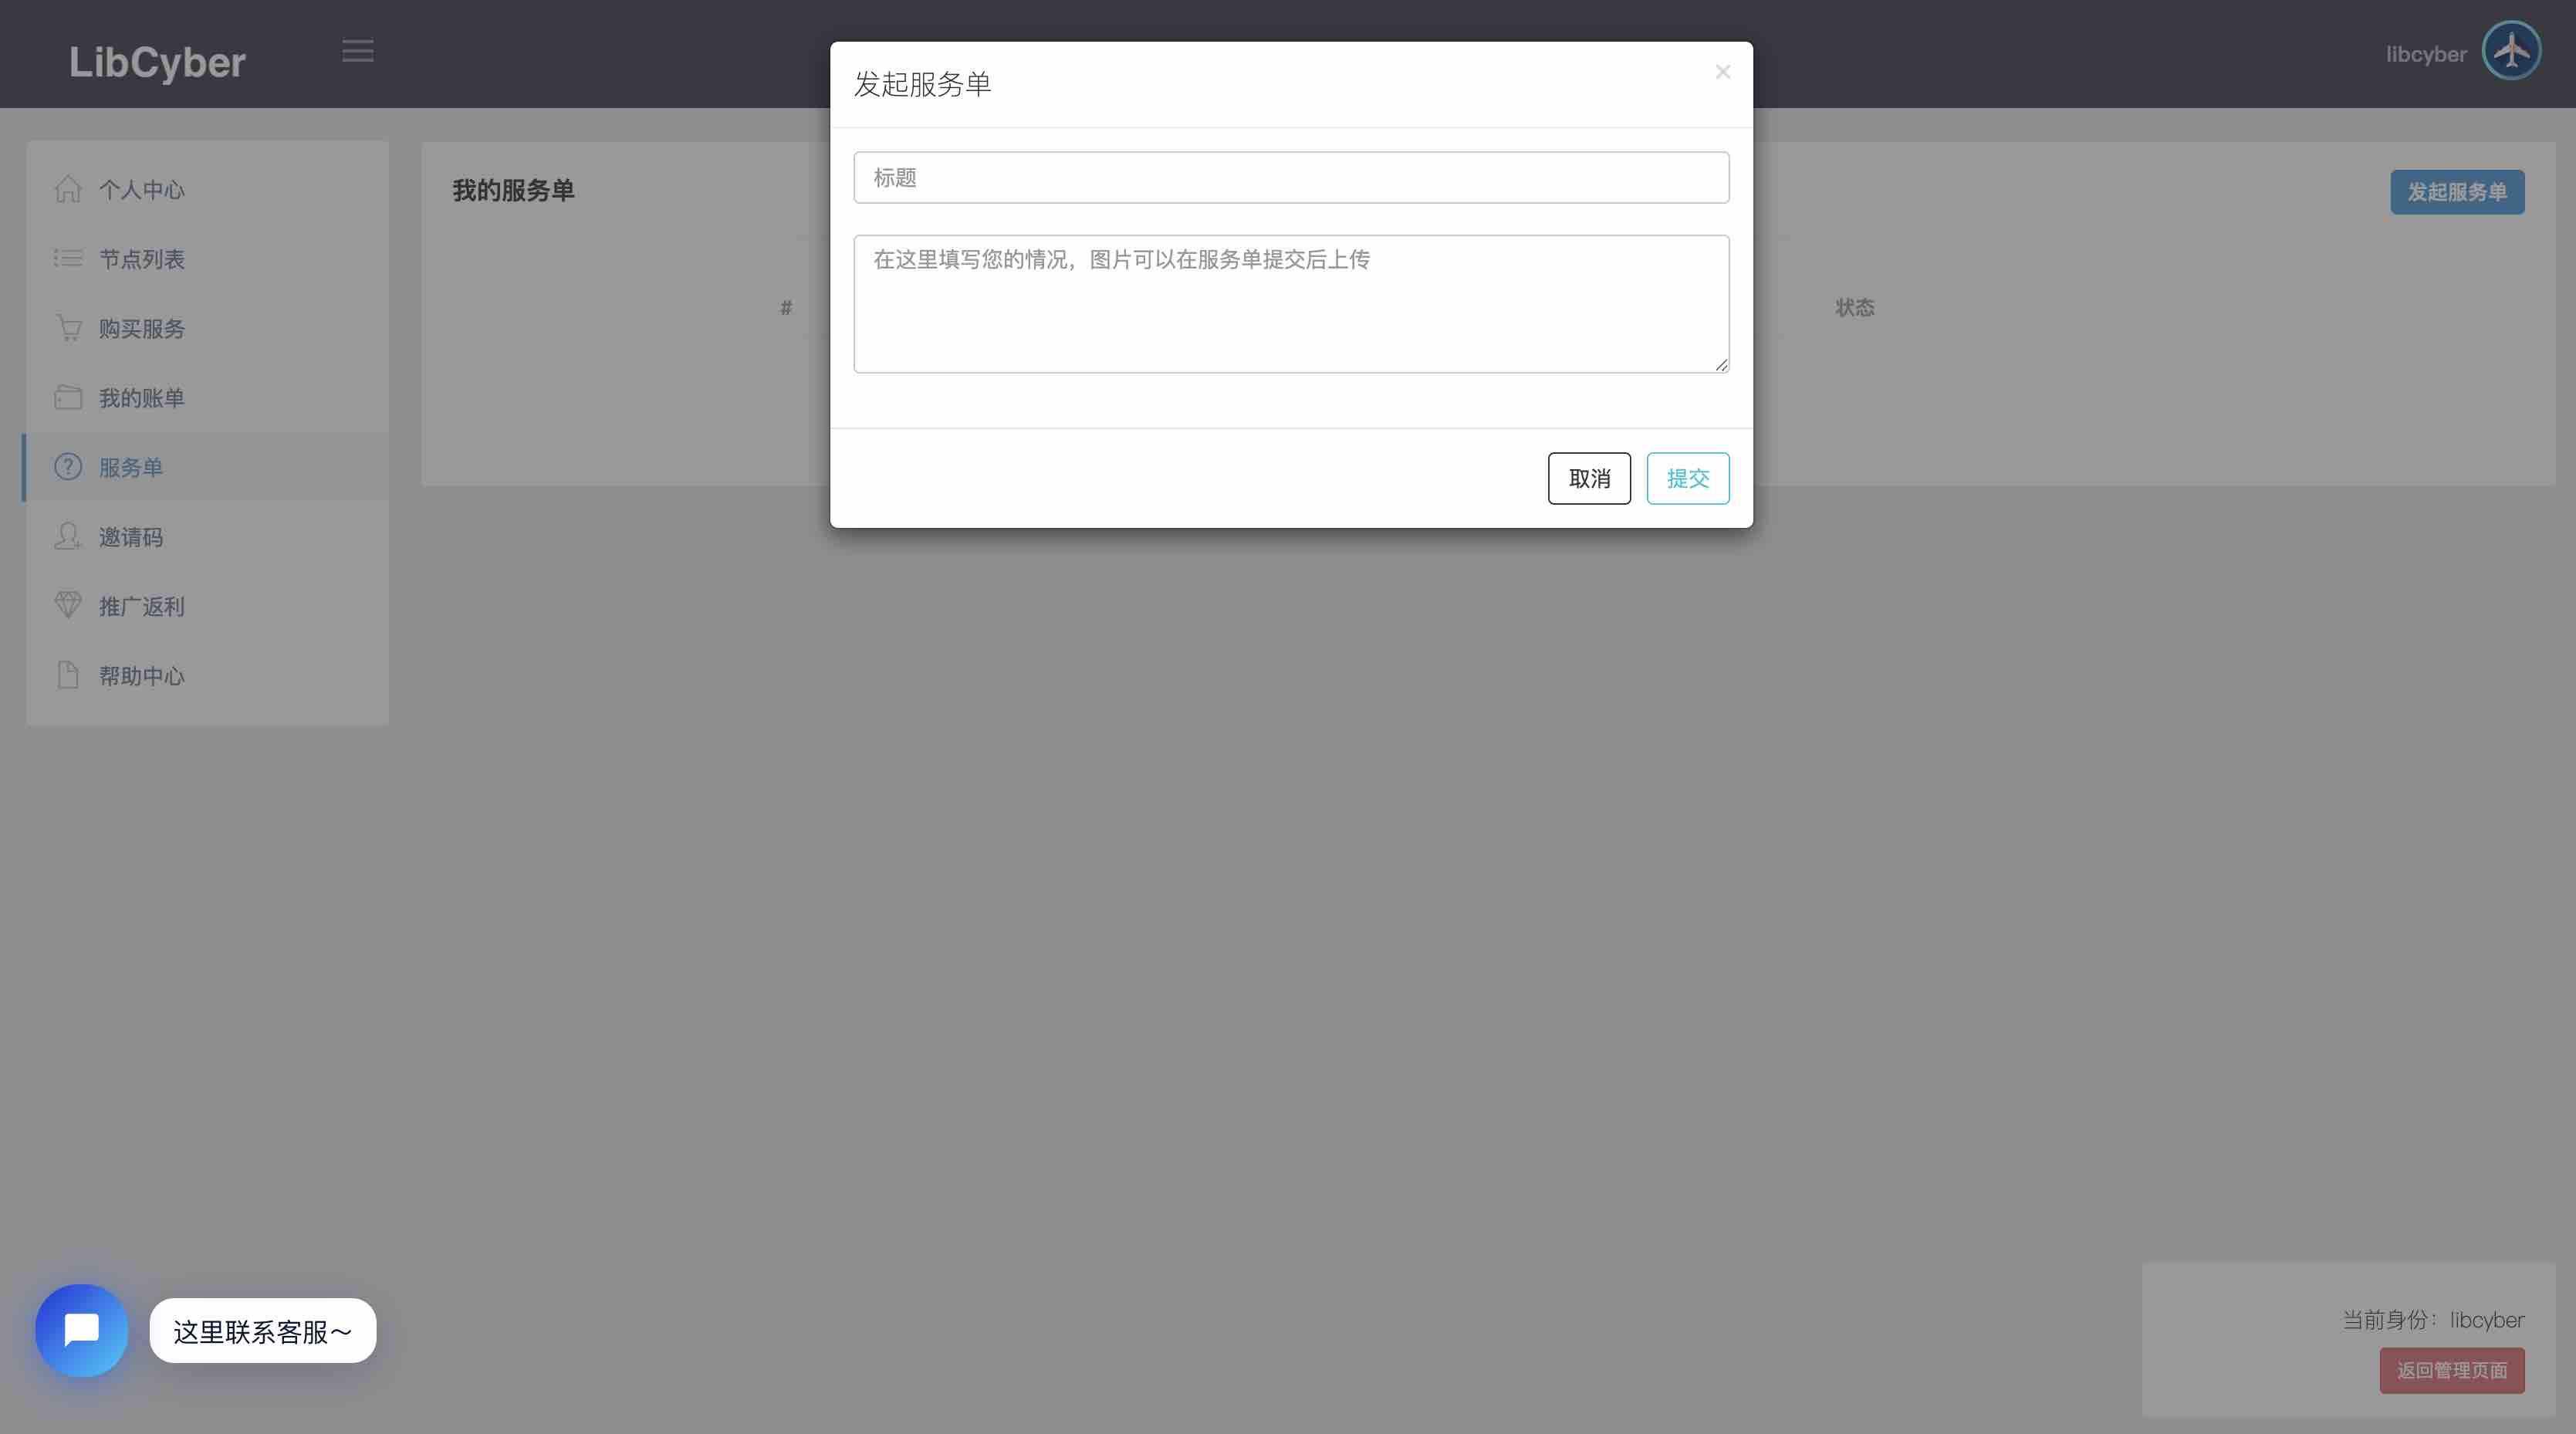 LibCyber
libcyber
发起服务单
×
标题
在这里填写您的情况，图片可以在服务单提交后上传
取消
提交
个人中心
节点列表
购买服务
我的账单
服务单
邀请码
推广返利
帮助中心
我的服务单
发起服务单
#
状态
这里联系客服～
当前身份：libcyber
返回管理页面